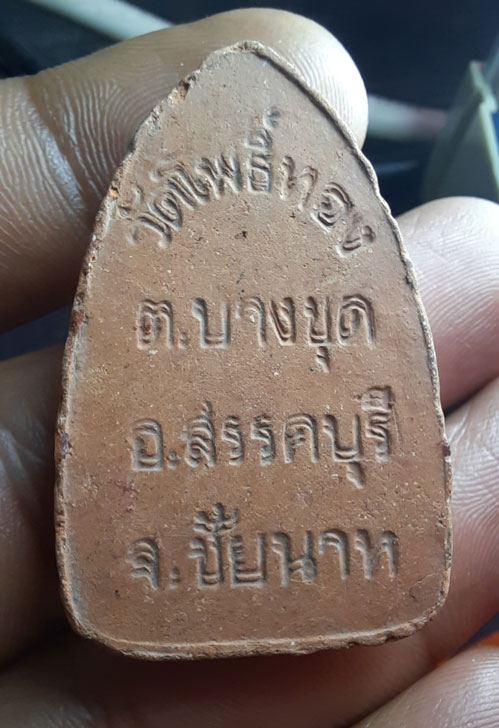 วัดโพธิ์ทอง
ต.บางขุด
อ.สรรคบุรี
จ.ชัยนาท